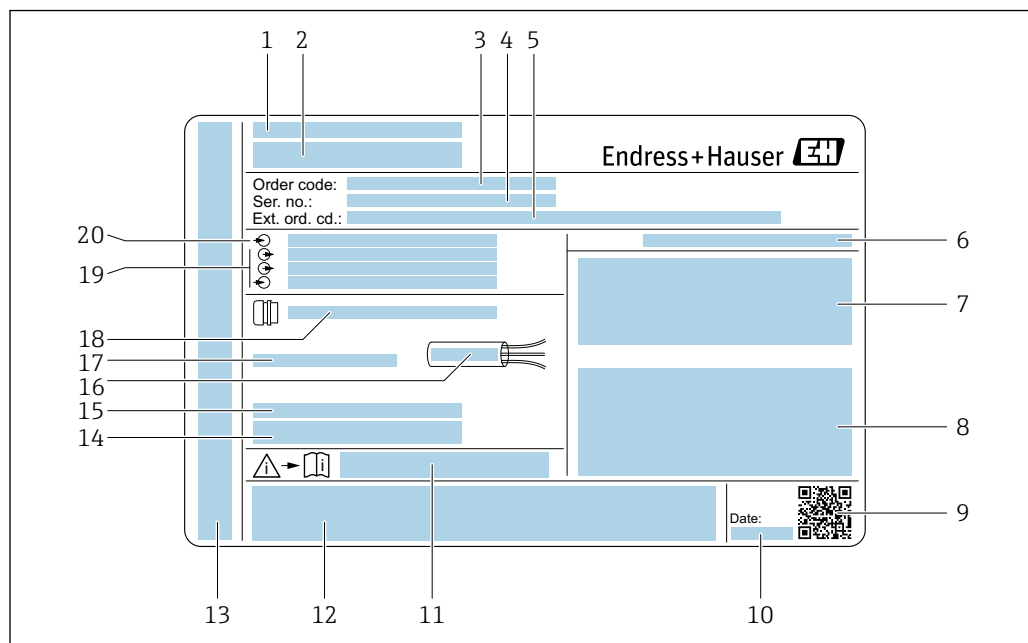 1 2 3 4 5
Endress+Hauser EH
Order code:
Ser. no.:
Ext. ord. cd.:
20 6
19
i
7
18
17
16
15
14 8
i i
Date: 9
13 12 11 10